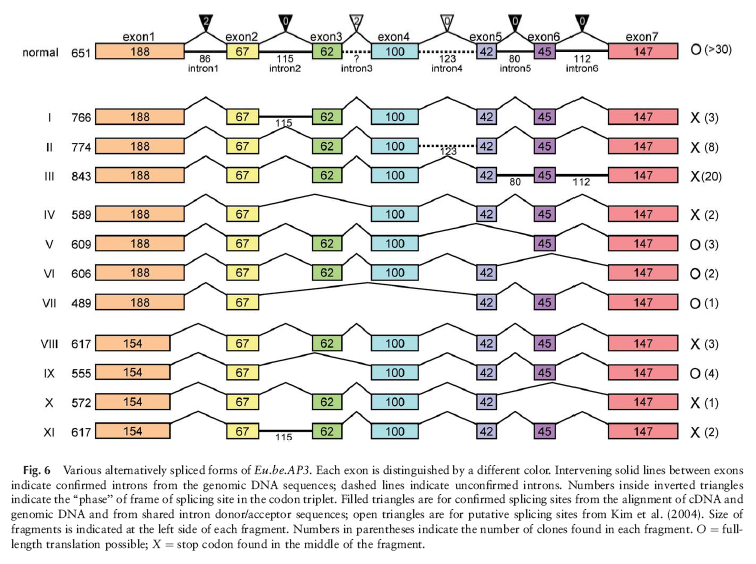 2 0 2 0 0 0
exon1 exon2 exon3 exon4 exon5 exon6 exon7
normal 651 188 67 62 100 42 45 147 O (>30)
86 115 ? 123 80 112
intron1 intron2 intron3 intron4 intron5 intron6
I 766 188 67 115 62 100 42 45 147 X (3)
II 774 188 67 62 100 123 42 45 147 X (8)
III 843 188 67 62 100 42 80 45 112 147 X(20)
IV 589 188 67 100 42 45 147 X (2)
V 609 188 67 62 100 45 147 O (3)
VI 606 188 67 62 100 42 147 O (2)
VII 489 188 67 42 45 147 O (1)
VIII 617 154 67 62 100 42 45 147 X (3)
IX 555 154 67 100 42 45 147 O (4)
X 572 154 67 62 100 42 147 X (1)
XI 617 154 67 115 62 100 42 45 147 X (2)
Fig. 6 Various alternatively spliced forms of Eu.be.AP3. Each exon is distinguished by a different color. Intervening solid lines between exons
indicate confirmed introns from the genomic DNA sequences; dashed lines indicate unconfirmed introns. Numbers inside inverted triangles
indicate the “phase” of frame of splicing site in the codon triplet. Filled triangles are for confirmed splicing sites from the alignment of cDNA and
genomic DNA and from shared intron donor/acceptor sequences; open triangles are for putative splicing sites from Kim et al. (2004). Size of
fragments is indicated at the left side of each fragment. Numbers in parentheses indicate the number of clones found in each fragment. O = full-
length translation possible; X = stop codon found in the middle of the fragment.